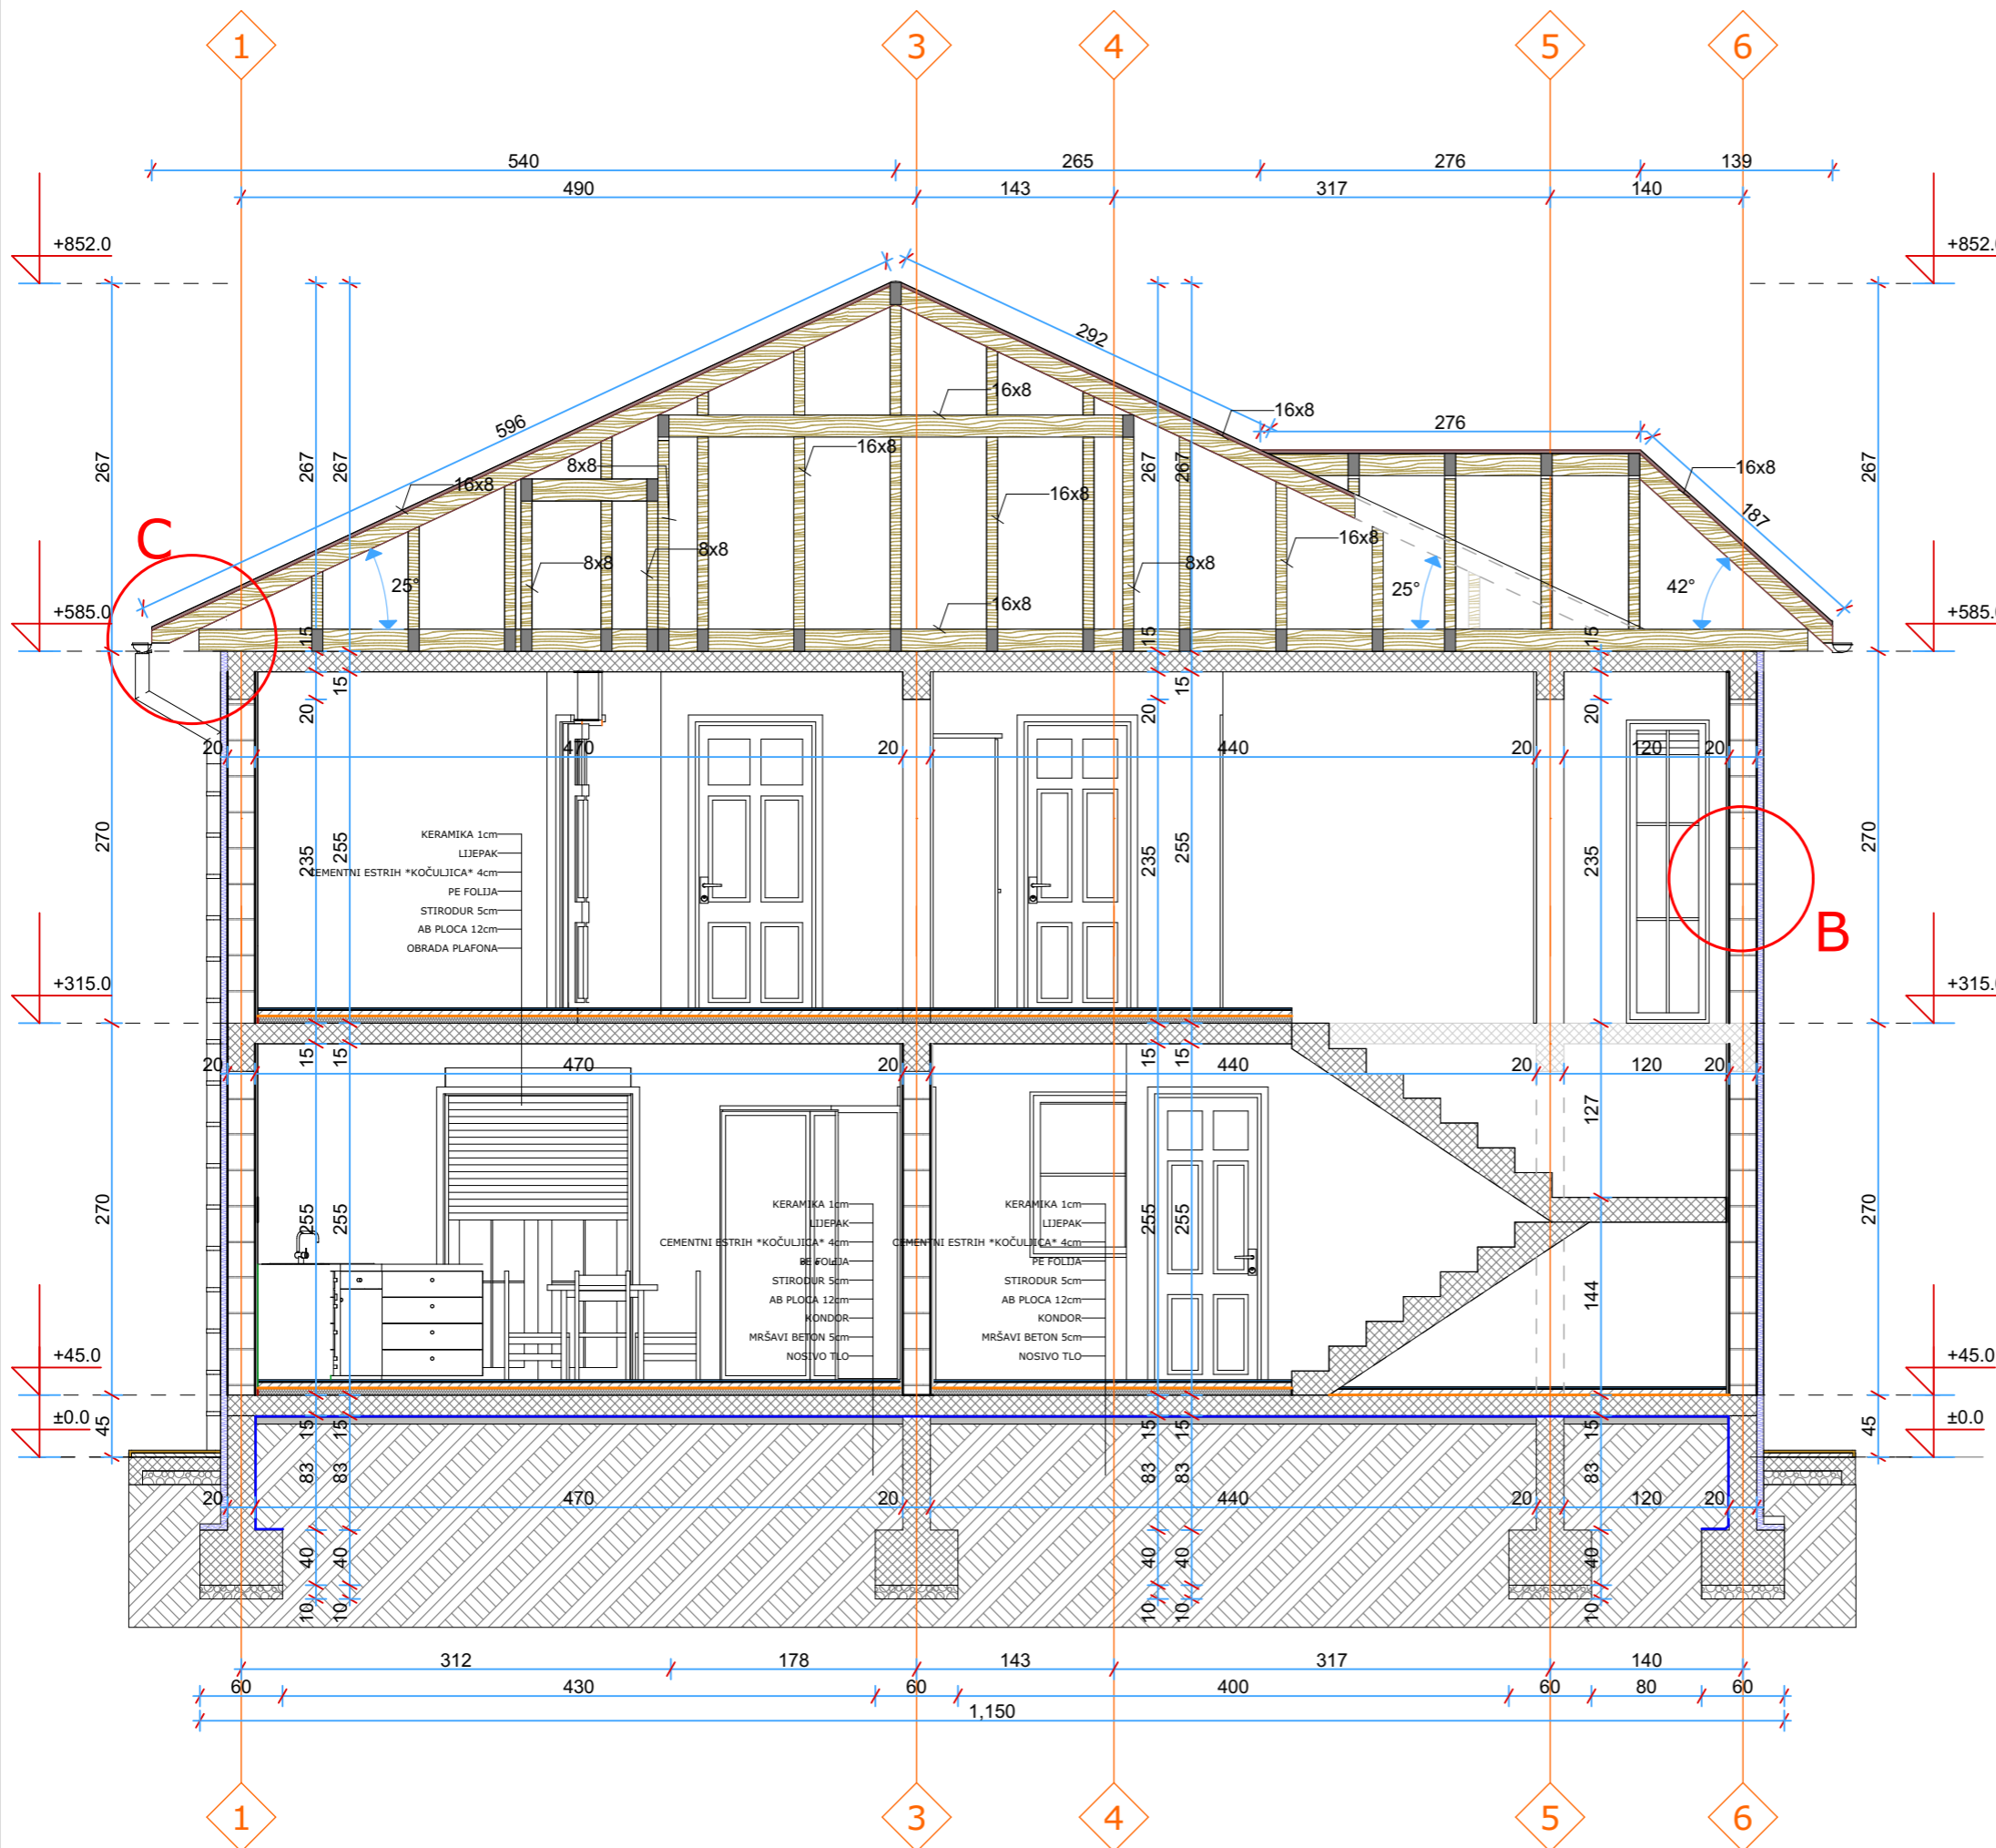 1 3 4 5 6
540 265 276 139
490 143 317 140
+852.0 +852.0
596 292 276 187
16x8 16x8 16x8 16x8
16x8 16x8 16x8 16x8 16x8
8x8 8x8 8x8 8x8
267 267 267 267 267 267
25° 25° 42°
C
+585.0 +585.0
15 15 15
15 15
20 20 20
20 470 20 440 20 120 20
270 235 255 235 255 235 270
KERAMIKA 1cm
LIJEPAK
CEMENTNI ESTRIH *KOČULJICA* 4cm
PE FOLIJA
STIRODUR 5cm
AB PLOCA 12cm
OBRADA PLAFONA
B
+315.0 +315.0
15 15 15 15
20 470 20 440 20 120 20
127
270 255 255 255 255 144 270
KERAMIKA 1cm
LIJEPAK
CEMENTNI ESTRIH *KOČULJICA* 4cm
PE FOLIJA
STIRODUR 5cm
AB PLOCA 12cm
KONDOR
MRŠAVI BETON 5cm
NOSIVO TLO
KERAMIKA 1cm
LIJEPAK
CEMENTNI ESTRIH *KOČULJICA* 4cm
PE FOLIJA
STIRODUR 5cm
AB PLOCA 12cm
KONDOR
MRŠAVI BETON 5cm
NOSIVO TLO
+45.0 +45.0
±0.0 ±0.0
45 15 15 15 15 15 45
83 83 83 83 83
20 470 20 440 20 120 20
40 40 40 40 40
10 10 10 10 10
312 178 143 317 140
60 430 60 400 60 80 60
1,150
1 3 4 5 6